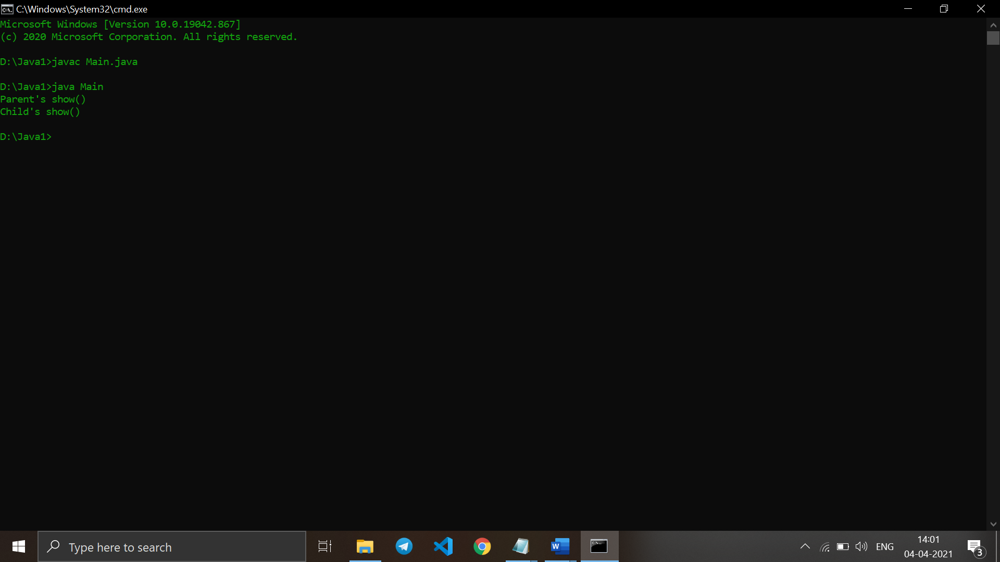 C:\Windows\System32\cmd.exe
Microsoft Windows [Version 10.0.19042.867]
(c) 2020 Microsoft Corporation. All rights reserved.
D:\Java1>javac Main.java
D:\Java1>java Main
Parent's show()
Child's show()
D:\Java1>
Type here to search
W
ENG
14:01
04-04-2021
3